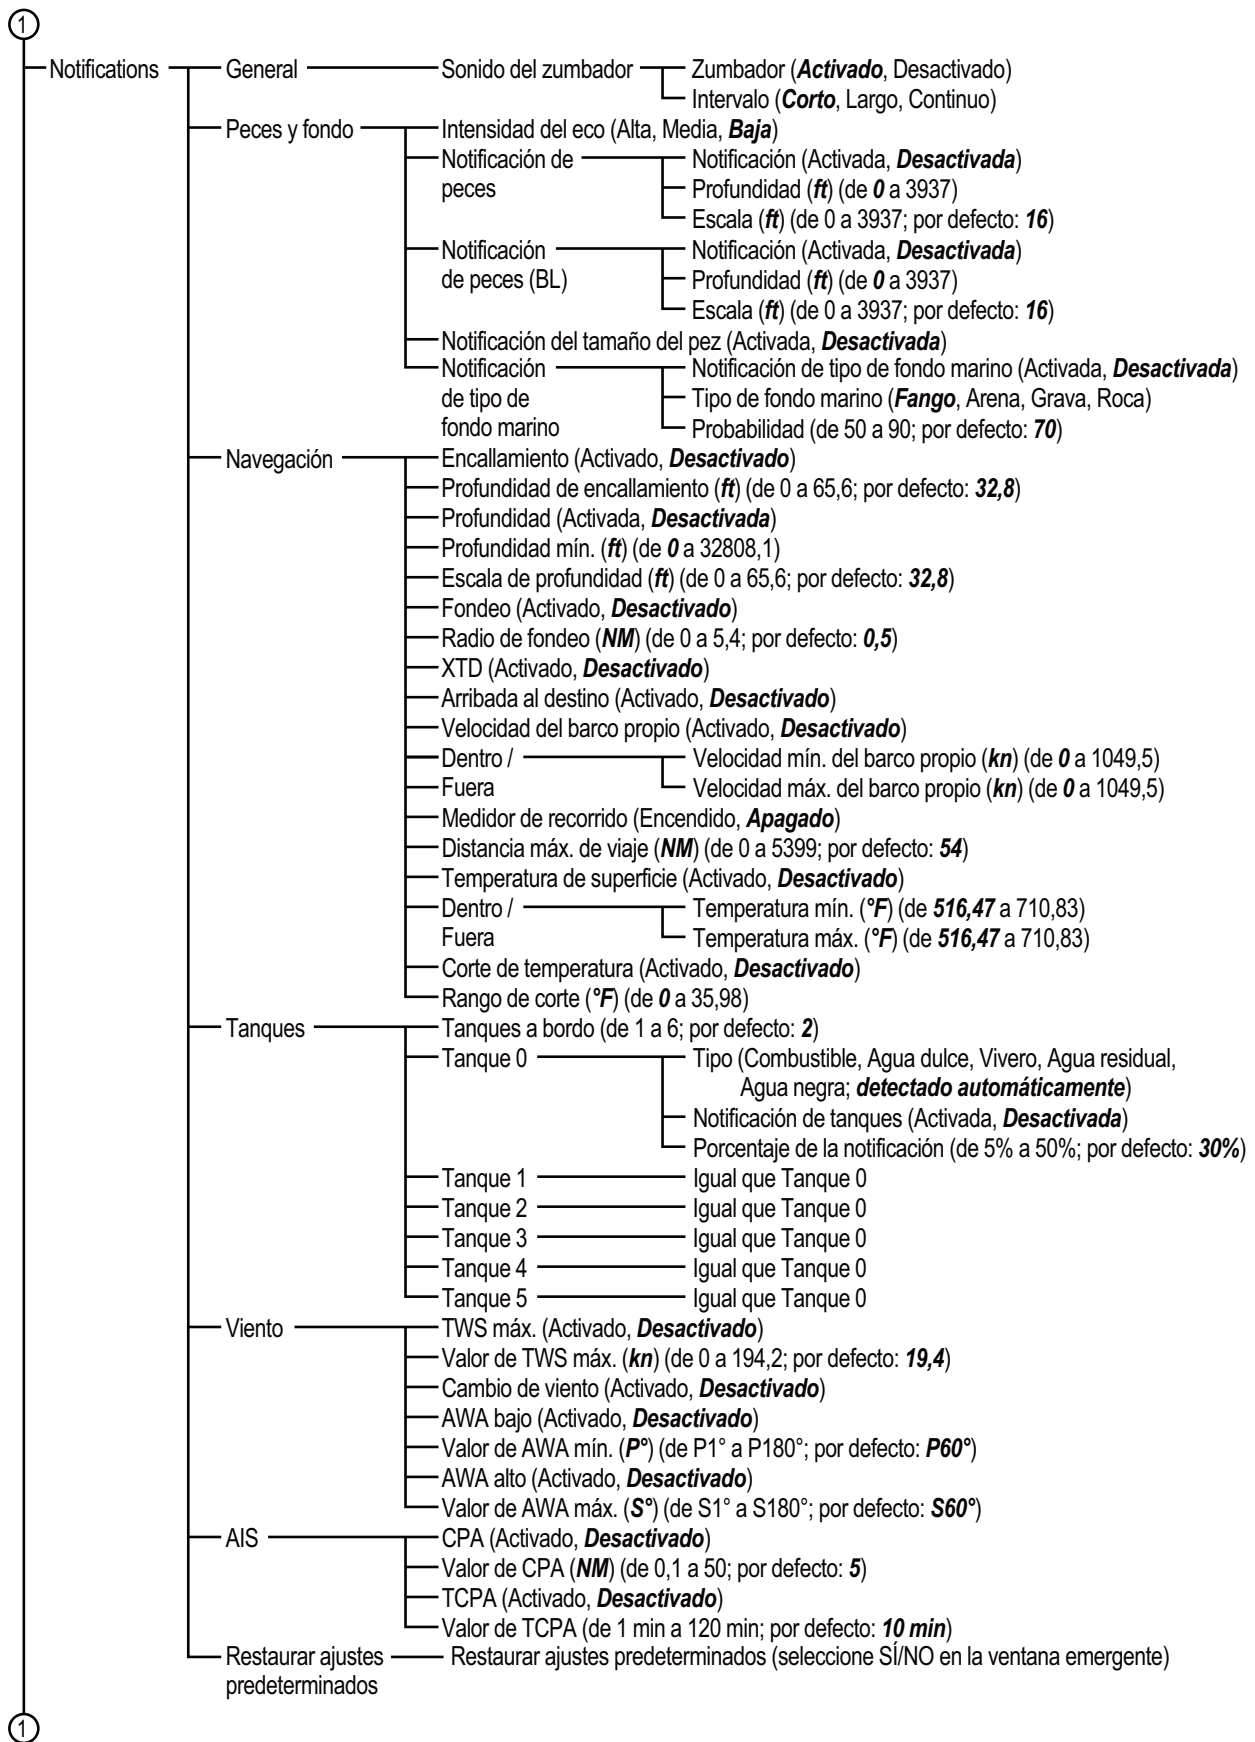 1
Notifications General Sonido del zumbador Zumbador (Activado, Desactivado)
Intervalo (Corto, Largo, Continuo)
Peces y fondo Intensidad del eco (Alta, Media, Baja)
Notificación de Notificación (Activada, Desactivada)
peces Profundidad (ft) (de 0 a 3937)
Escala (ft) (de 0 a 3937; por defecto: 16)
Notificación Notificación (Activada, Desactivada)
de peces (BL) Profundidad (ft) (de 0 a 3937)
Escala (ft) (de 0 a 3937; por defecto: 16)
Notificación del tamaño del pez (Activada, Desactivada)
Notificación Notificación de tipo de fondo marino (Activada, Desactivada)
de tipo de Tipo de fondo marino (Fango, Arena, Grava, Roca)
fondo marino Probabilidad (de 50 a 90; por defecto: 70)
Navegación Encallamiento (Activado, Desactivado)
Profundidad de encallamiento (ft) (de 0 a 65,6; por defecto: 32,8)
Profundidad (Activada, Desactivada)
Profundidad mín. (ft) (de 0 a 32808,1)
Escala de profundidad (ft) (de 0 a 65,6; por defecto: 32,8)
Fondeo (Activado, Desactivado)
Radio de fondeo (NM) (de 0 a 5,4; por defecto: 0,5)
XTD (Activado, Desactivado)
Arribada al destino (Activado, Desactivado)
Velocidad del barco propio (Activado, Desactivado)
Dentro / Velocidad mín. del barco propio (kn) (de 0 a 1049,5)
Fuera Velocidad máx. del barco propio (kn) (de 0 a 1049,5)
Medidor de recorrido (Encendido, Apagado)
Distancia máx. de viaje (NM) (de 0 a 5399; por defecto: 54)
Temperatura de superficie (Activado, Desactivado)
Dentro / Temperatura mín. (°F) (de 516,47 a 710,83)
Fuera Temperatura máx. (°F) (de 516,47 a 710,83)
Corte de temperatura (Activado, Desactivado)
Rango de corte (°F) (de 0 a 35,98)
Tanques Tanques a bordo (de 1 a 6; por defecto: 2)
Tanque 0 Tipo (Combustible, Agua dulce, Vivero, Agua residual,
Agua negra; detectado automáticamente)
Notificación de tanques (Activada, Desactivada)
Porcentaje de la notificación (de 5% a 50%; por defecto: 30%)
Tanque 1 Igual que Tanque 0
Tanque 2 Igual que Tanque 0
Tanque 3 Igual que Tanque 0
Tanque 4 Igual que Tanque 0
Tanque 5 Igual que Tanque 0
Viento TWS máx. (Activado, Desactivado)
Valor de TWS máx. (kn) (de 0 a 194,2; por defecto: 19,4)
Cambio de viento (Activado, Desactivado)
AWA bajo (Activado, Desactivado)
Valor de AWA mín. (P°) (de P1° a P180°; por defecto: P60°)
AWA alto (Activado, Desactivado)
Valor de AWA máx. (S°) (de S1° a S180°; por defecto: S60°)
AIS CPA (Activado, Desactivado)
Valor de CPA (NM) (de 0,1 a 50; por defecto: 5)
TCPA (Activado, Desactivado)
Valor de TCPA (de 1 min a 120 min; por defecto: 10 min)
Restaurar ajustes Restaurar ajustes predeterminados (seleccione SÍ/NO en la ventana emergente)
predeterminados
1